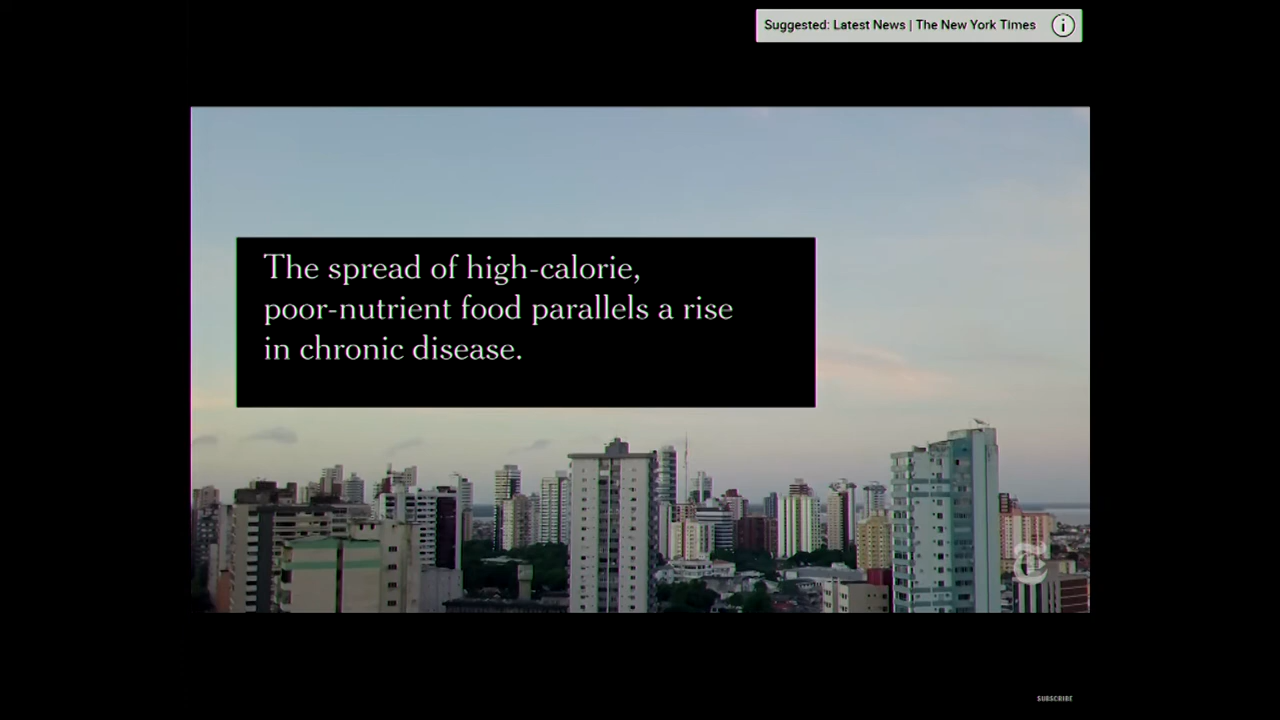 Suggested: Latest News | The New York Times
The spread of high-calorie,
poor-nutrient food parallels a rise
in chronic disease.
SUBSCRIBE